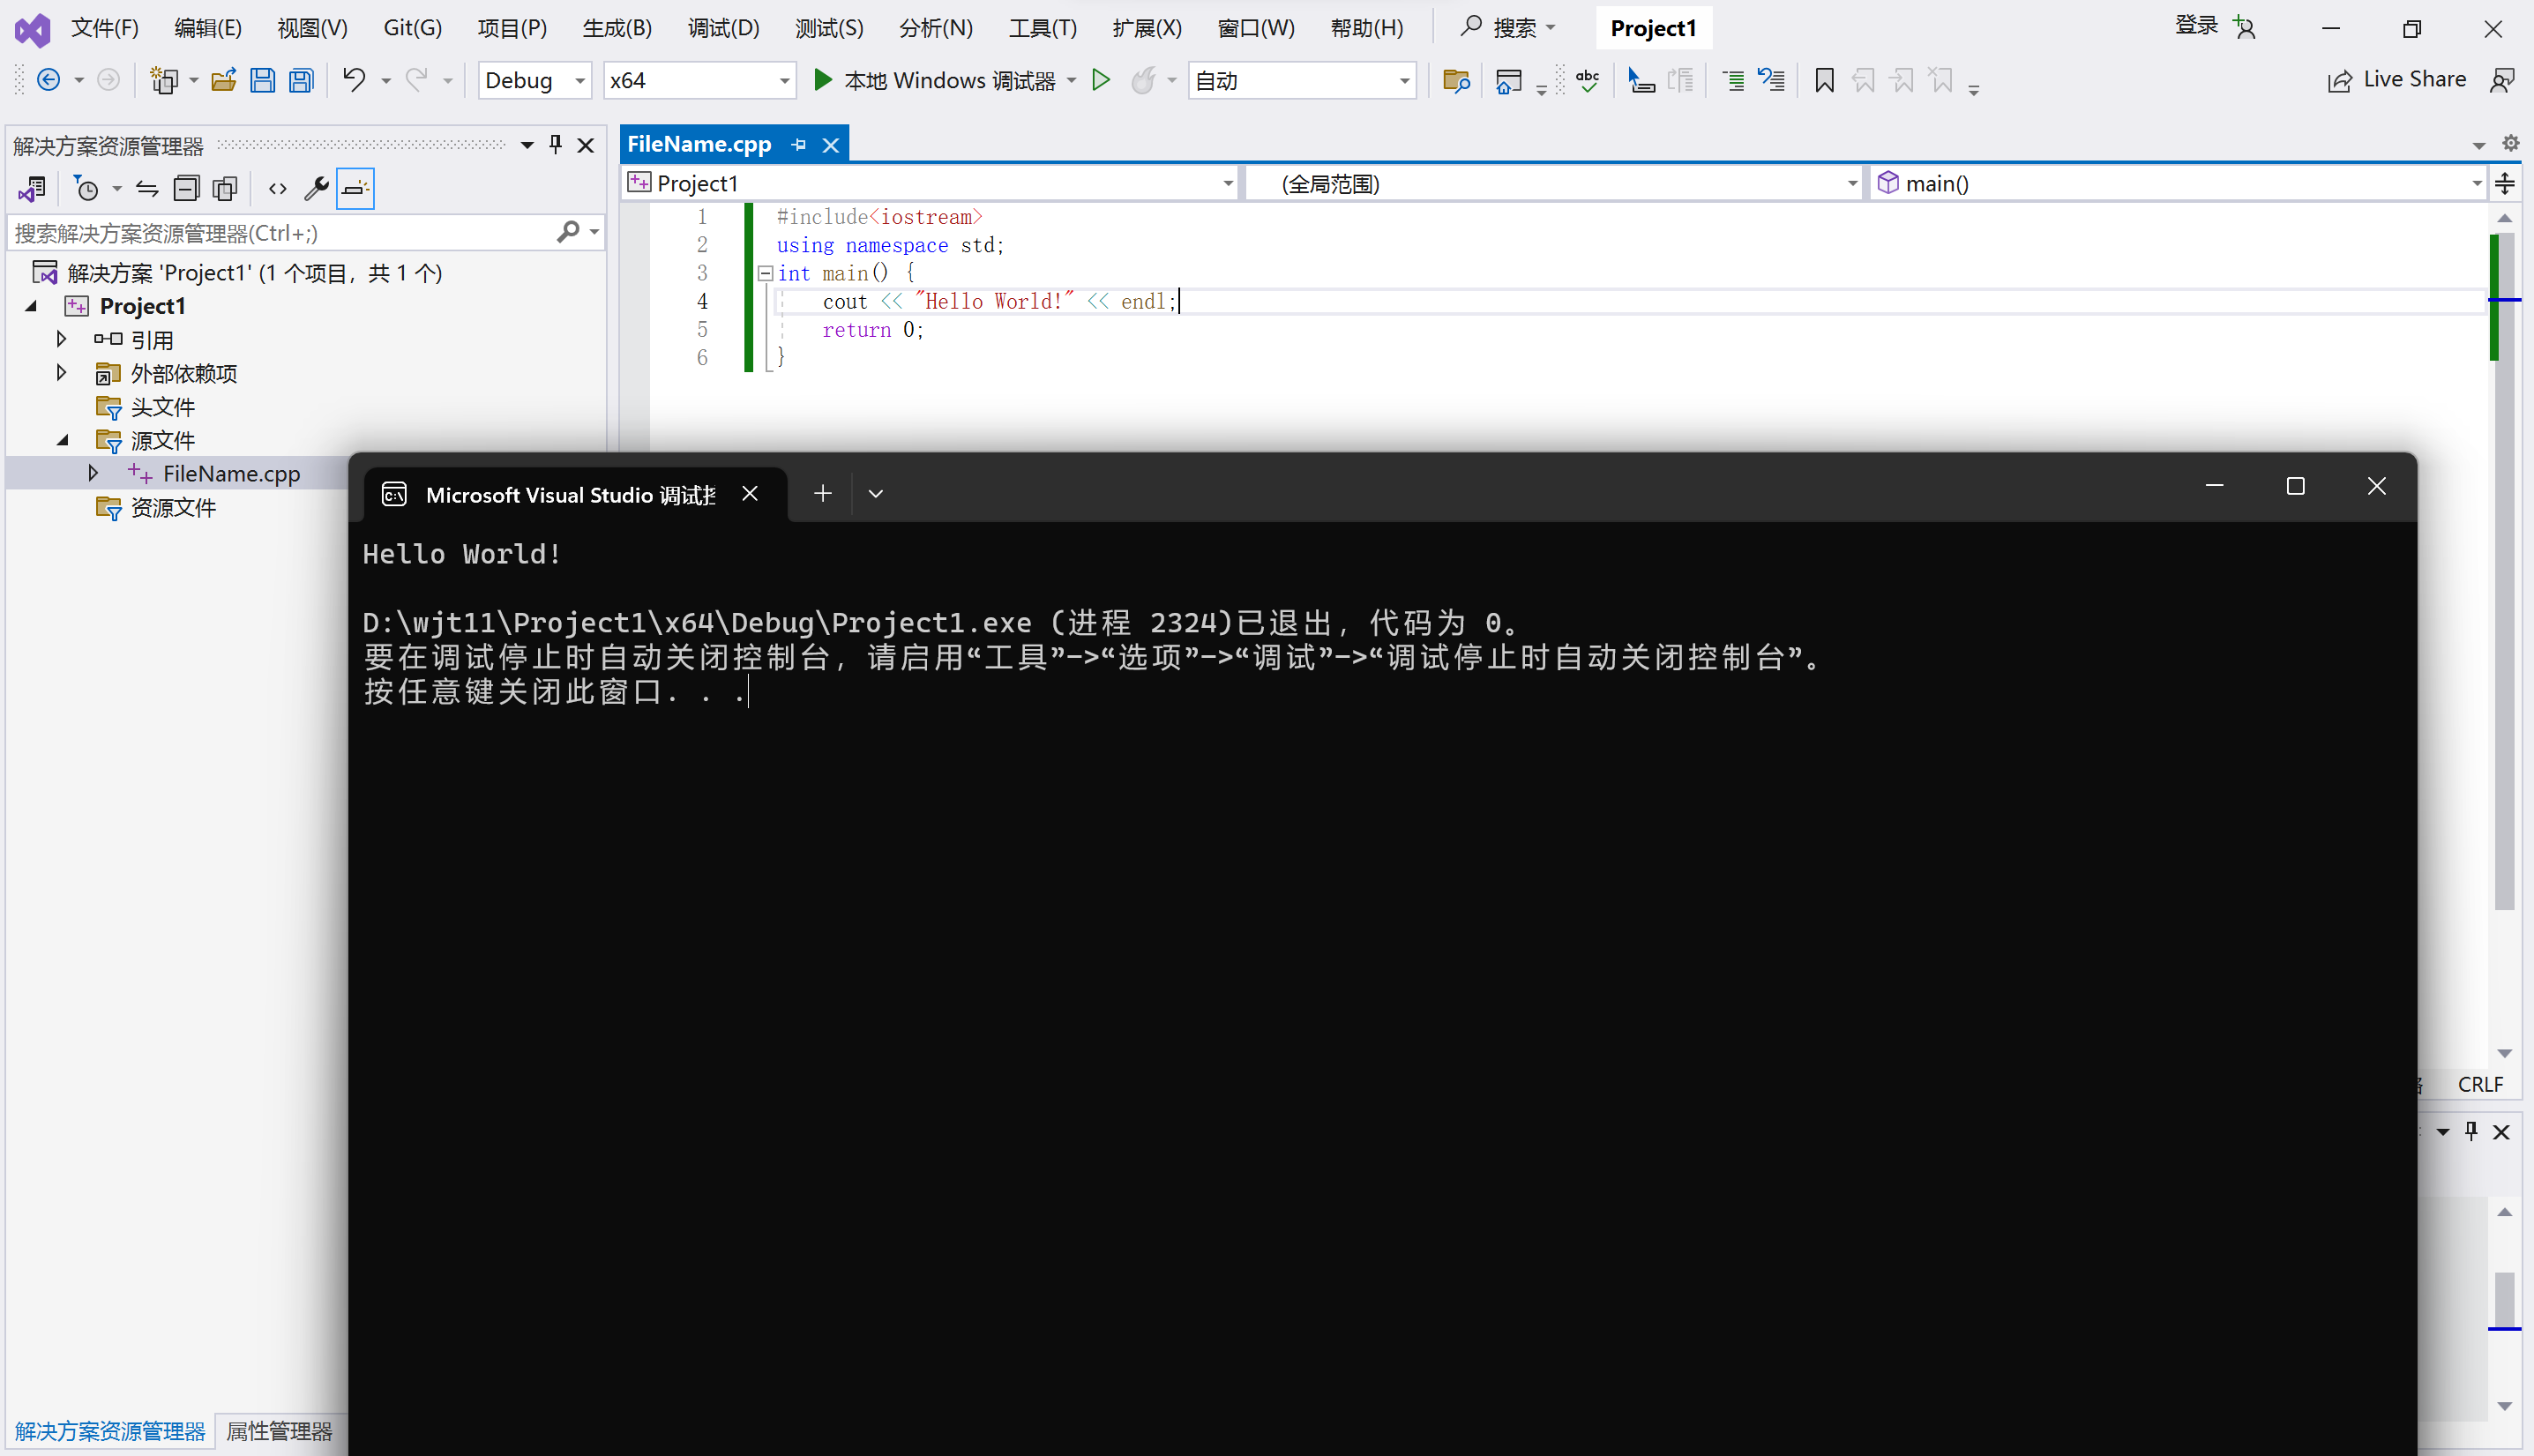 文件(F) 编辑(E) 视图(V) Git(G) 项目(P) 生成(B) 调试(D) 测试(S) 分析(N) 工具(T) 扩展(X) 窗口(W) 帮助(H) 搜索 Project1 登录
Debug x64 本地 Windows 调试器 自动 abc Live Share
解决方案资源管理器
搜索解决方案资源管理器(Ctrl+;)
解决方案 'Project1' (1 个项目，共 1 个)
Project1
引用
外部依赖项
头文件
源文件
FileName.cpp
资源文件
解决方案资源管理器 属性管理器
FileName.cpp
Project1 (全局范围) main()
1 #include<iostream>
2 using namespace std;
3 int main() {
4 cout << "Hello World!" << endl;
5 return 0;
6 }
Microsoft Visual Studio 调试
Hello World!
D:\wjt11\Project1\x64\Debug\Project1.exe (进程 2324)已退出，代码为 0。
要在调试停止时自动关闭控制台，请启用“工具”->“选项”->“调试”->“调试停止时自动关闭控制台”。
按任意键关闭此窗口. . .
CRLF